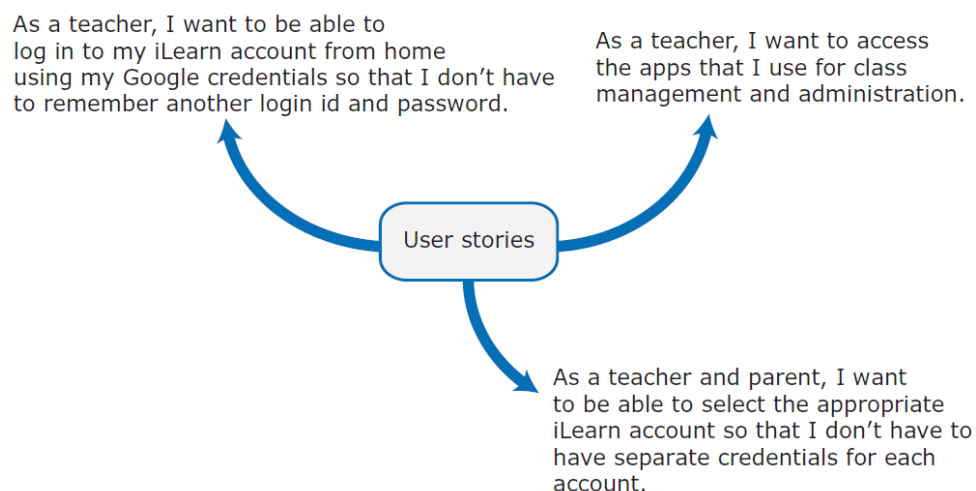 As a teacher, I want to be able to
log in to my iLearn account from home
using my Google credentials so that I don’t have
to remember another login id and password.
As a teacher, I want to access
the apps that I use for class
management and administration.
User stories
As a teacher and parent, I want
to be able to select the appropriate
iLearn account so that I don’t have to
have separate credentials for each
account.